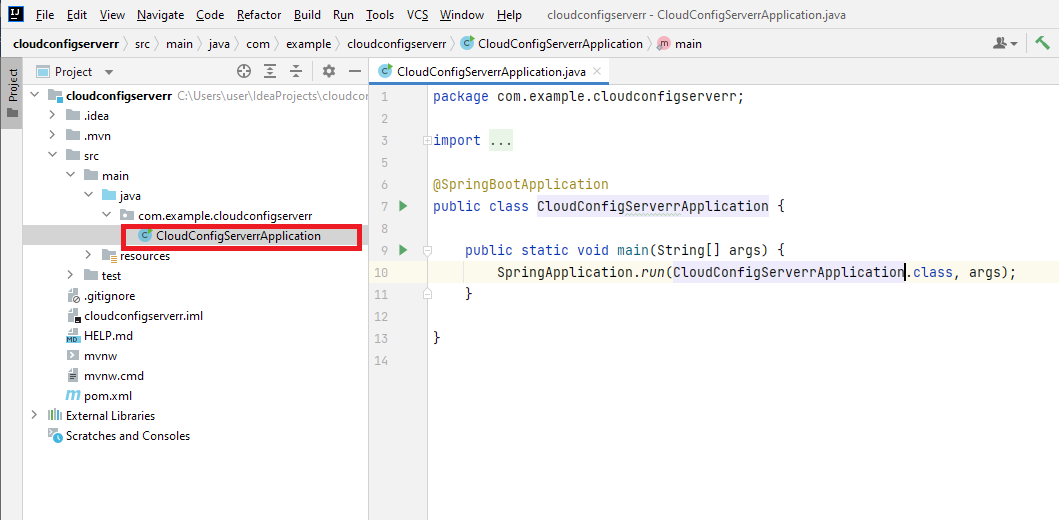 IJ File Edit View Navigate Code Refactor Build Run Tools VCS Window Help cloudconfigserverr - CloudConfigServerrApplication.java
cloudconfigserverr src main java com example cloudconfigserverr CloudConfigServerrApplication main
Project
Project
cloudconfigserverr C:\Users\user\IdeaProjects\cloudcon
.idea
.mvn
src
main
java
com.example.cloudconfigserverr
CloudConfigServerrApplication
resources
test
.gitignore
cloudconfigserverr.iml
HELP.md
mvnw
mvnw.cmd
pom.xml
External Libraries
Scratches and Consoles
CloudConfigServerrApplication.java
1 package com.example.cloudconfigserverr;
2
3 import ...
5
6 @SpringBootApplication
7 public class CloudConfigServerrApplication {
8
9 public static void main(String[] args) {
10 SpringApplication.run(CloudConfigServerrApplication.class, args);
11 }
12
13 }
14